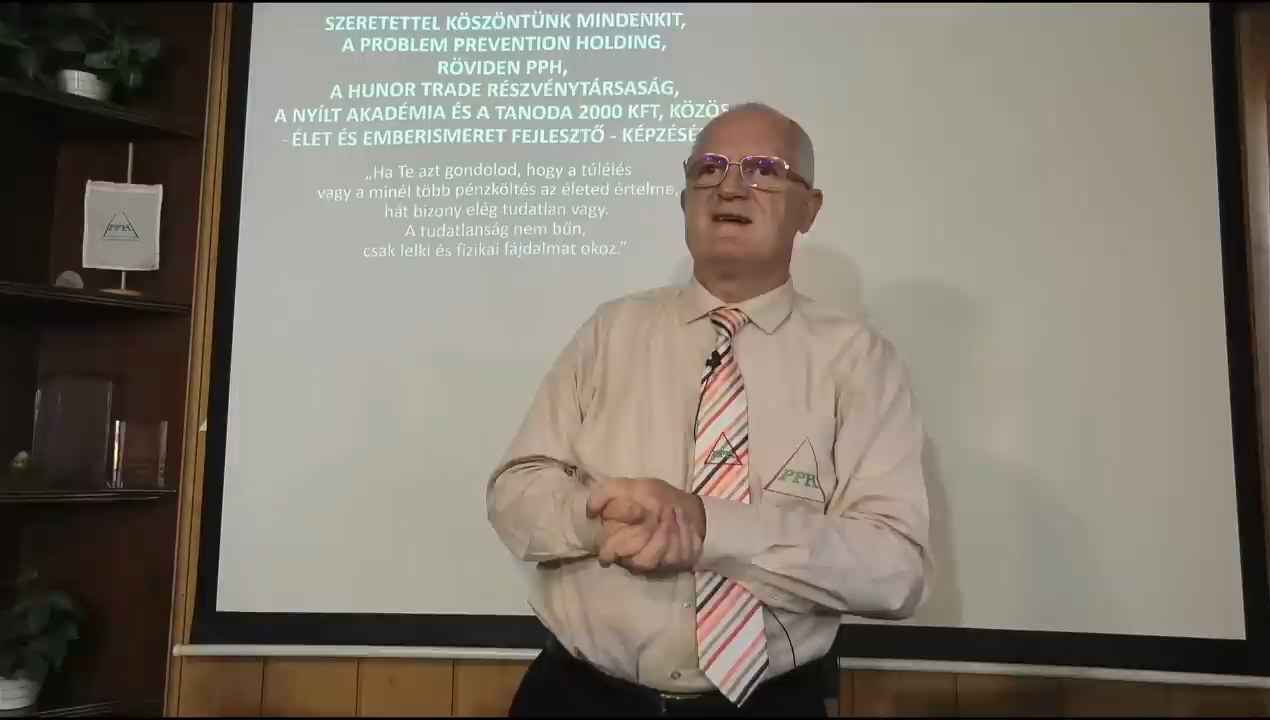 SZERETETTEL KÖSZÖNTÜNK MINDENKIT,
A PROBLEM PREVENTION HOLDING,
RÖVIDEN PPH,
A HUNOR TRADE RÉSZVÉNYTÁRSASÁG,
A NYÍLT AKADÉMIA ÉS A TANODA 2000 KFT, KÖZÖS
- ÉLET ÉS EMBERISMERET FEJLESZTŐ - KÉPZÉSÉ
„Ha Te azt gondolod, hogy a túlélés
vagy a minél több pénzköltés az életed értelme,
hát bizony elég tudatlan vagy.
A tudatlanság nem bűn,
csak lelki és fizikai fájdalmat okoz.”
PPH
PPH
PPH